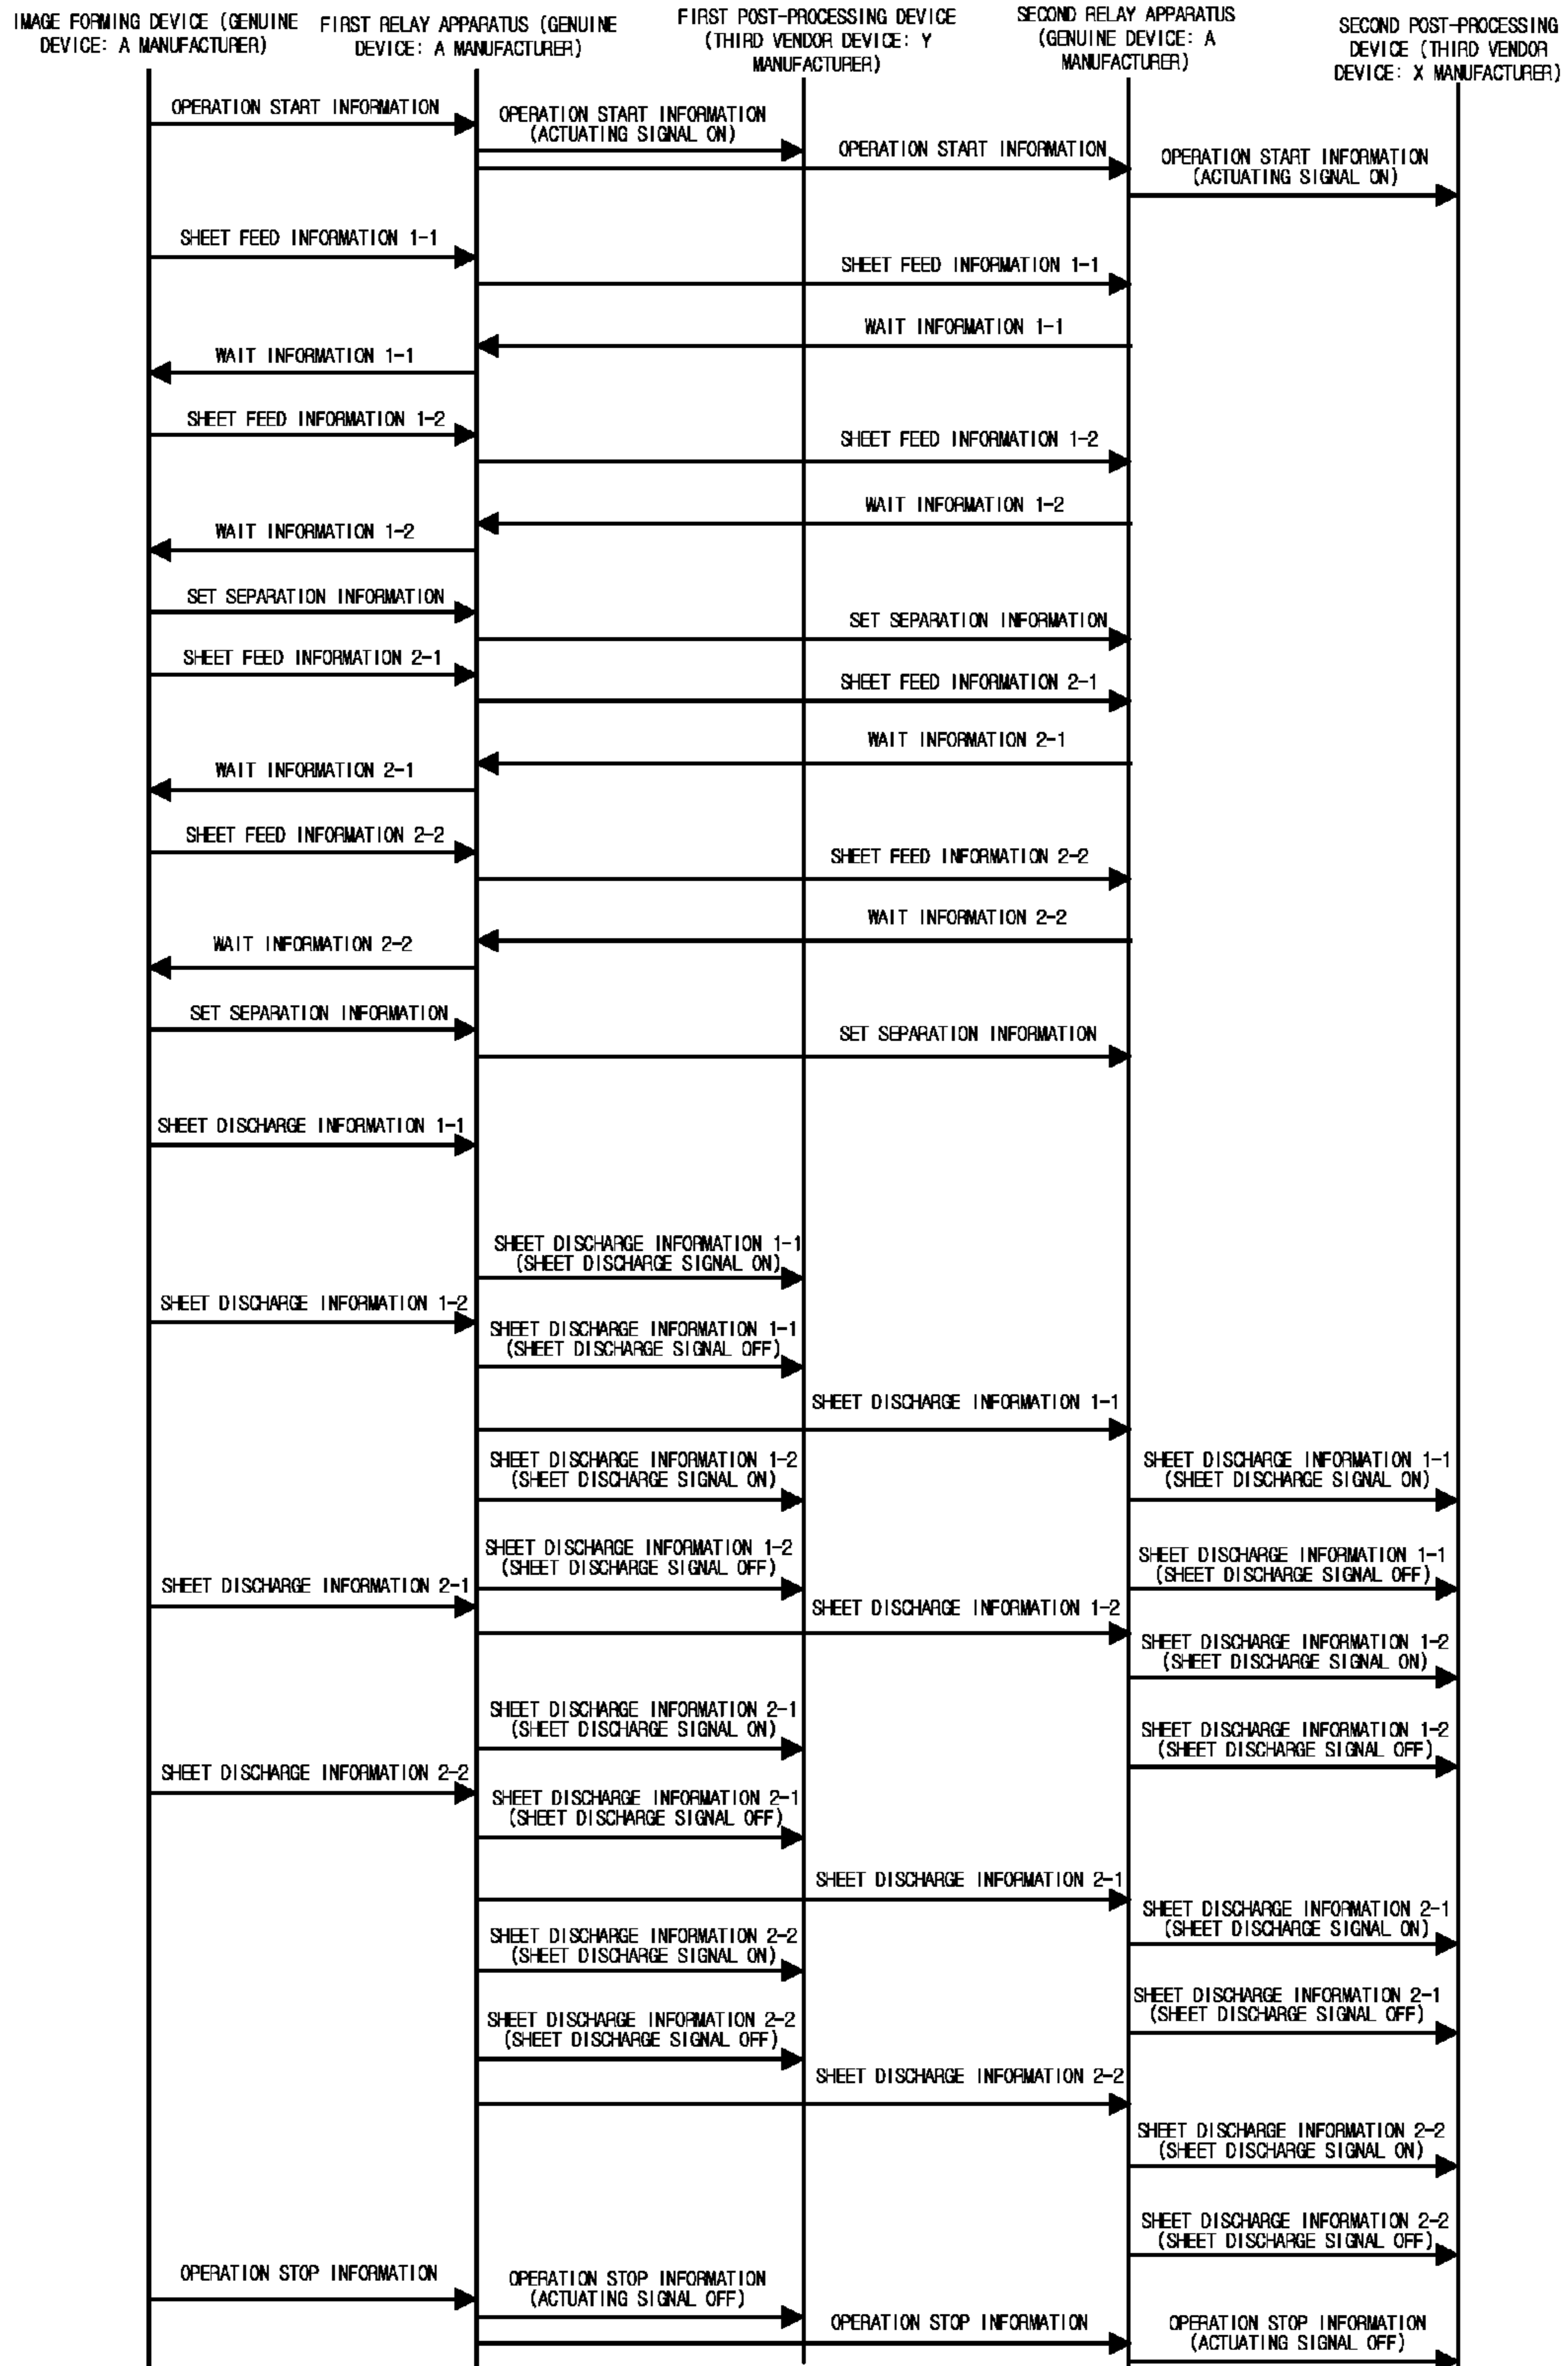 IMAGE FORMING DEVICE (GENUINE
DEVICE: A MANUFACTURER)
FIRST RELAY APPARATUS (GENUINE
DEVICE: A MANUFACTURER)
FIRST POST-PROCESSING DEVICE
(THIRD VENDOR DEVICE: Y
MANUFACTURER)
SECOND RELAY APPARATUS
(GENUINE DEVICE: A
MANUFACTURER)
SECOND POST-PROCESSING
DEVICE (THIRD VENDOR
DEVICE: X MANUFACTURER)
OPERATION START INFORMATION
OPERATION START INFORMATION
(ACTUATING SIGNAL ON)
OPERATION START INFORMATION
OPERATION START INFORMATION
(ACTUATING SIGNAL ON)
SHEET FEED INFORMATION 1-1
SHEET FEED INFORMATION 1-1
WAIT INFORMATION 1-1
WAIT INFORMATION 1-1
SHEET FEED INFORMATION 1-2
SHEET FEED INFORMATION 1-2
WAIT INFORMATION 1-2
WAIT INFORMATION 1-2
SET SEPARATION INFORMATION
SET SEPARATION INFORMATION
SHEET FEED INFORMATION 2-1
SHEET FEED INFORMATION 2-1
WAIT INFORMATION 2-1
WAIT INFORMATION 2-1
SHEET FEED INFORMATION 2-2
SHEET FEED INFORMATION 2-2
WAIT INFORMATION 2-2
WAIT INFORMATION 2-2
SET SEPARATION INFORMATION
SET SEPARATION INFORMATION
SHEET DISCHARGE INFORMATION 1-1
SHEET DISCHARGE INFORMATION 1-1
(SHEET DISCHARGE SIGNAL ON)
SHEET DISCHARGE INFORMATION 1-2
SHEET DISCHARGE INFORMATION 1-1
(SHEET DISCHARGE SIGNAL OFF)
SHEET DISCHARGE INFORMATION 1-1
SHEET DISCHARGE INFORMATION 1-2
(SHEET DISCHARGE SIGNAL ON)
SHEET DISCHARGE INFORMATION 1-1
(SHEET DISCHARGE SIGNAL ON)
SHEET DISCHARGE INFORMATION 1-2
(SHEET DISCHARGE SIGNAL OFF)
SHEET DISCHARGE INFORMATION 1-1
(SHEET DISCHARGE SIGNAL OFF)
SHEET DISCHARGE INFORMATION 2-1
SHEET DISCHARGE INFORMATION 1-2
SHEET DISCHARGE INFORMATION 1-2
(SHEET DISCHARGE SIGNAL ON)
SHEET DISCHARGE INFORMATION 2-1
(SHEET DISCHARGE SIGNAL ON)
SHEET DISCHARGE INFORMATION 1-2
(SHEET DISCHARGE SIGNAL OFF)
SHEET DISCHARGE INFORMATION 2-2
SHEET DISCHARGE INFORMATION 2-1
(SHEET DISCHARGE SIGNAL OFF)
SHEET DISCHARGE INFORMATION 2-1
SHEET DISCHARGE INFORMATION 2-1
(SHEET DISCHARGE SIGNAL ON)
SHEET DISCHARGE INFORMATION 2-2
(SHEET DISCHARGE SIGNAL ON)
SHEET DISCHARGE INFORMATION 2-1
(SHEET DISCHARGE SIGNAL OFF)
SHEET DISCHARGE INFORMATION 2-2
(SHEET DISCHARGE SIGNAL OFF)
SHEET DISCHARGE INFORMATION 2-2
SHEET DISCHARGE INFORMATION 2-2
(SHEET DISCHARGE SIGNAL ON)
SHEET DISCHARGE INFORMATION 2-2
(SHEET DISCHARGE SIGNAL OFF)
OPERATION STOP INFORMATION
OPERATION STOP INFORMATION
(ACTUATING SIGNAL OFF)
OPERATION STOP INFORMATION
OPERATION STOP INFORMATION
(ACTUATING SIGNAL OFF)